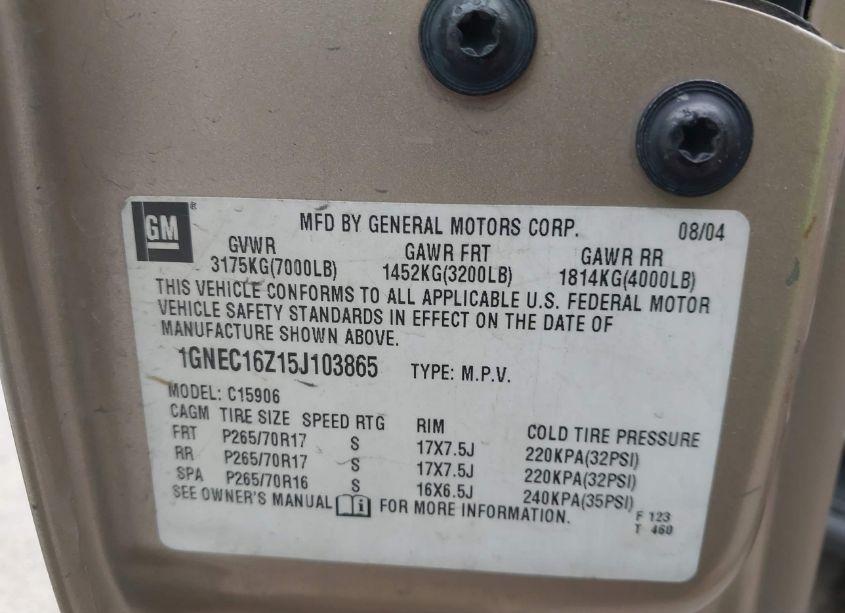 GM ®
MFD BY GENERAL MOTORS CORP. 08/04
GVWR GAWR FRT GAWR RR
3175KG(7000LB) 1452KG(3200LB) 1814KG(4000LB)
THIS VEHICLE CONFORMS TO ALL APPLICABLE U.S. FEDERAL MOTOR
VEHICLE SAFETY STANDARDS IN EFFECT ON THE DATE OF
MANUFACTURE SHOWN ABOVE.
1GNEC16Z15J103865 TYPE: M.P.V.
MODEL: C15906
CAGM TIRE SIZE SPEED RTG RIM COLD TIRE PRESSURE
FRT P265/70R17 S 17X7.5J 220KPA(32PSI)
RR P265/70R17 S 17X7.5J 220KPA(32PSI)
SPA P265/70R16 S 16X6.5J 240KPA(35PSI)
SEE OWNER'S MANUAL FOR MORE INFORMATION.
F 123
T 460